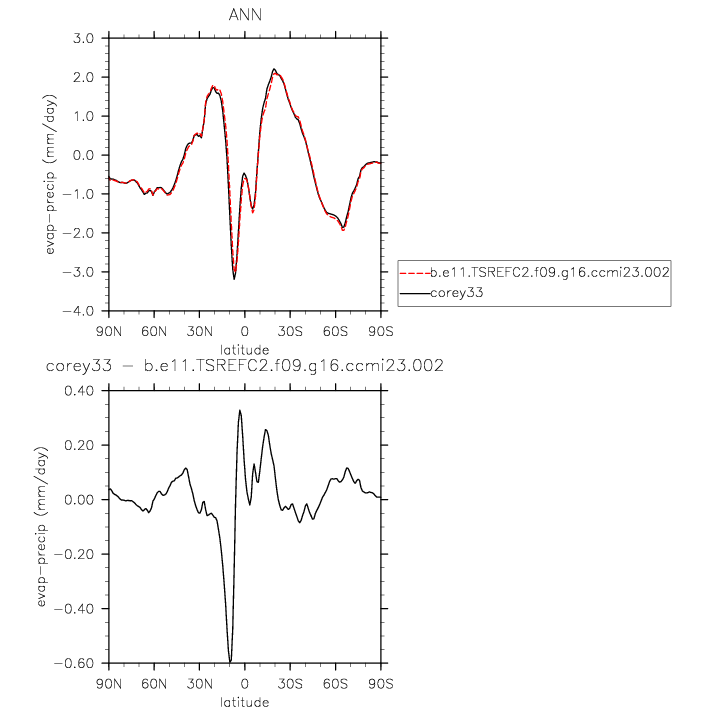 ANN
3.0
2.0
1.0
0.0
−1.0
−2.0
−3.0
−4.0
evap−precip (mm/day)
90N 60N 30N 0 30S 60S 90S
latitude
b.e11.TSREFC2.f09.g16.ccmi23.002
corey33
corey33 − b.e11.TSREFC2.f09.g16.ccmi23.002
0.40
0.20
0.00
−0.20
−0.40
−0.60
evap−precip (mm/day)
90N 60N 30N 0 30S 60S 90S
latitude